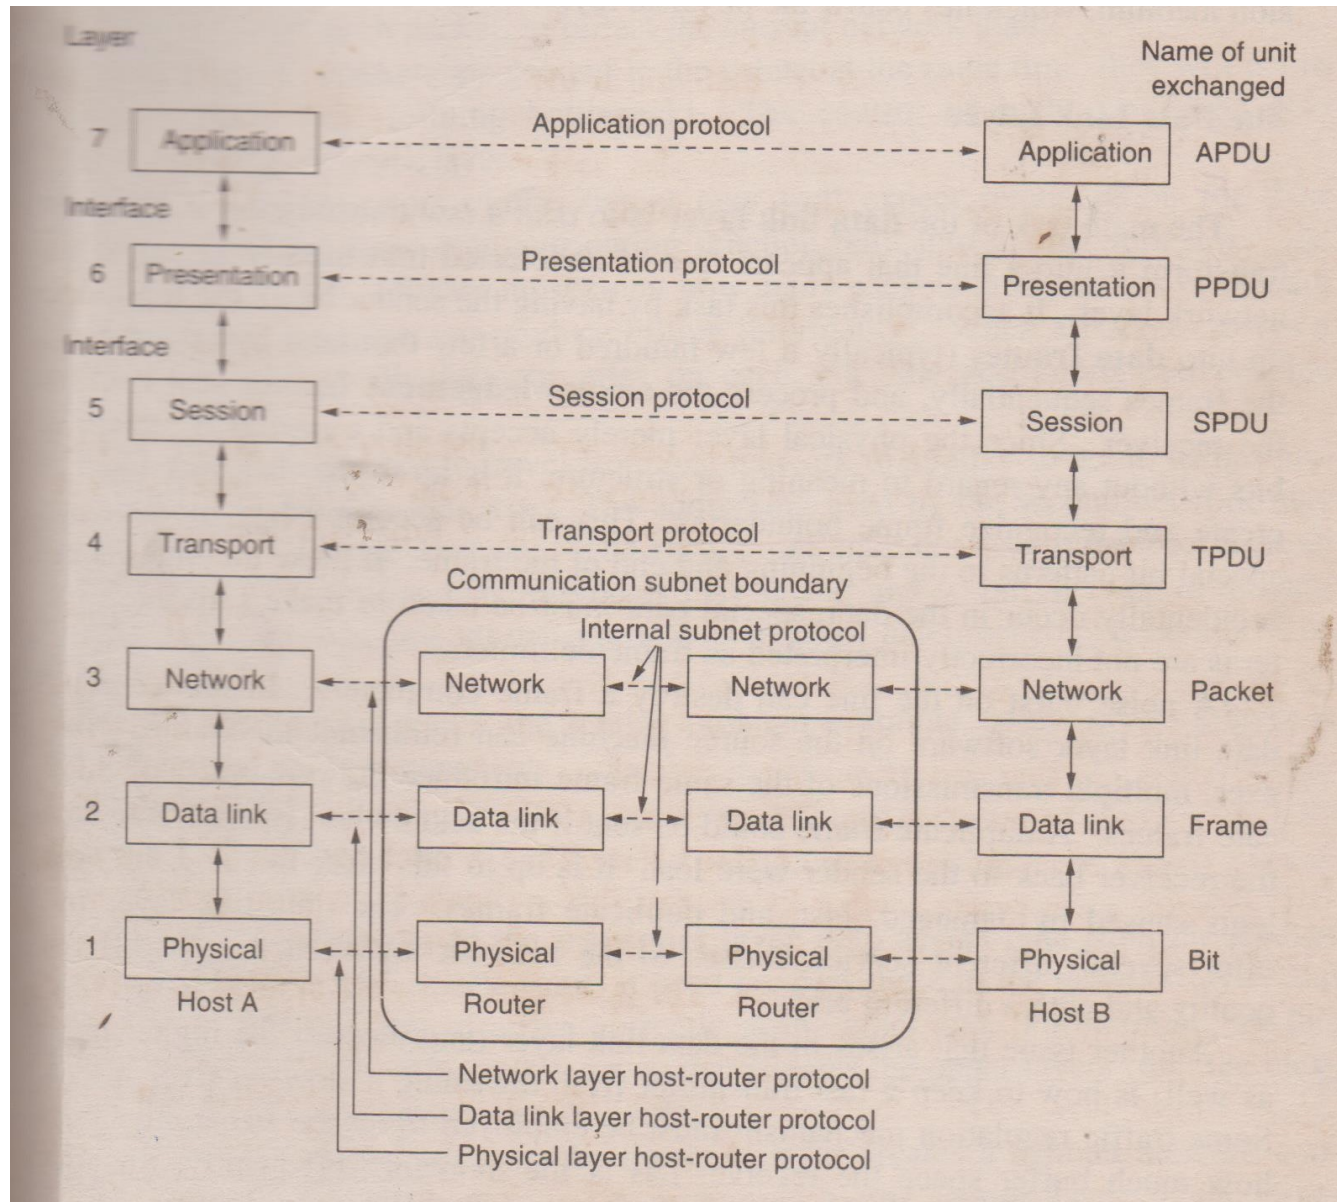 Layer
Name of unit
exchanged
7 Application Application protocol Application APDU
Interface
6 Presentation Presentation protocol Presentation PPDU
Interface
5 Session Session protocol Session SPDU
4 Transport Transport protocol Transport TPDU
Communication subnet boundary
Internal subnet protocol
3 Network Network Network Network Packet
2 Data link Data link Data link Data link Frame
1 Physical Physical Physical Physical Bit
Host A Router Router Host B
Network layer host-router protocol
Data link layer host-router protocol
Physical layer host-router protocol